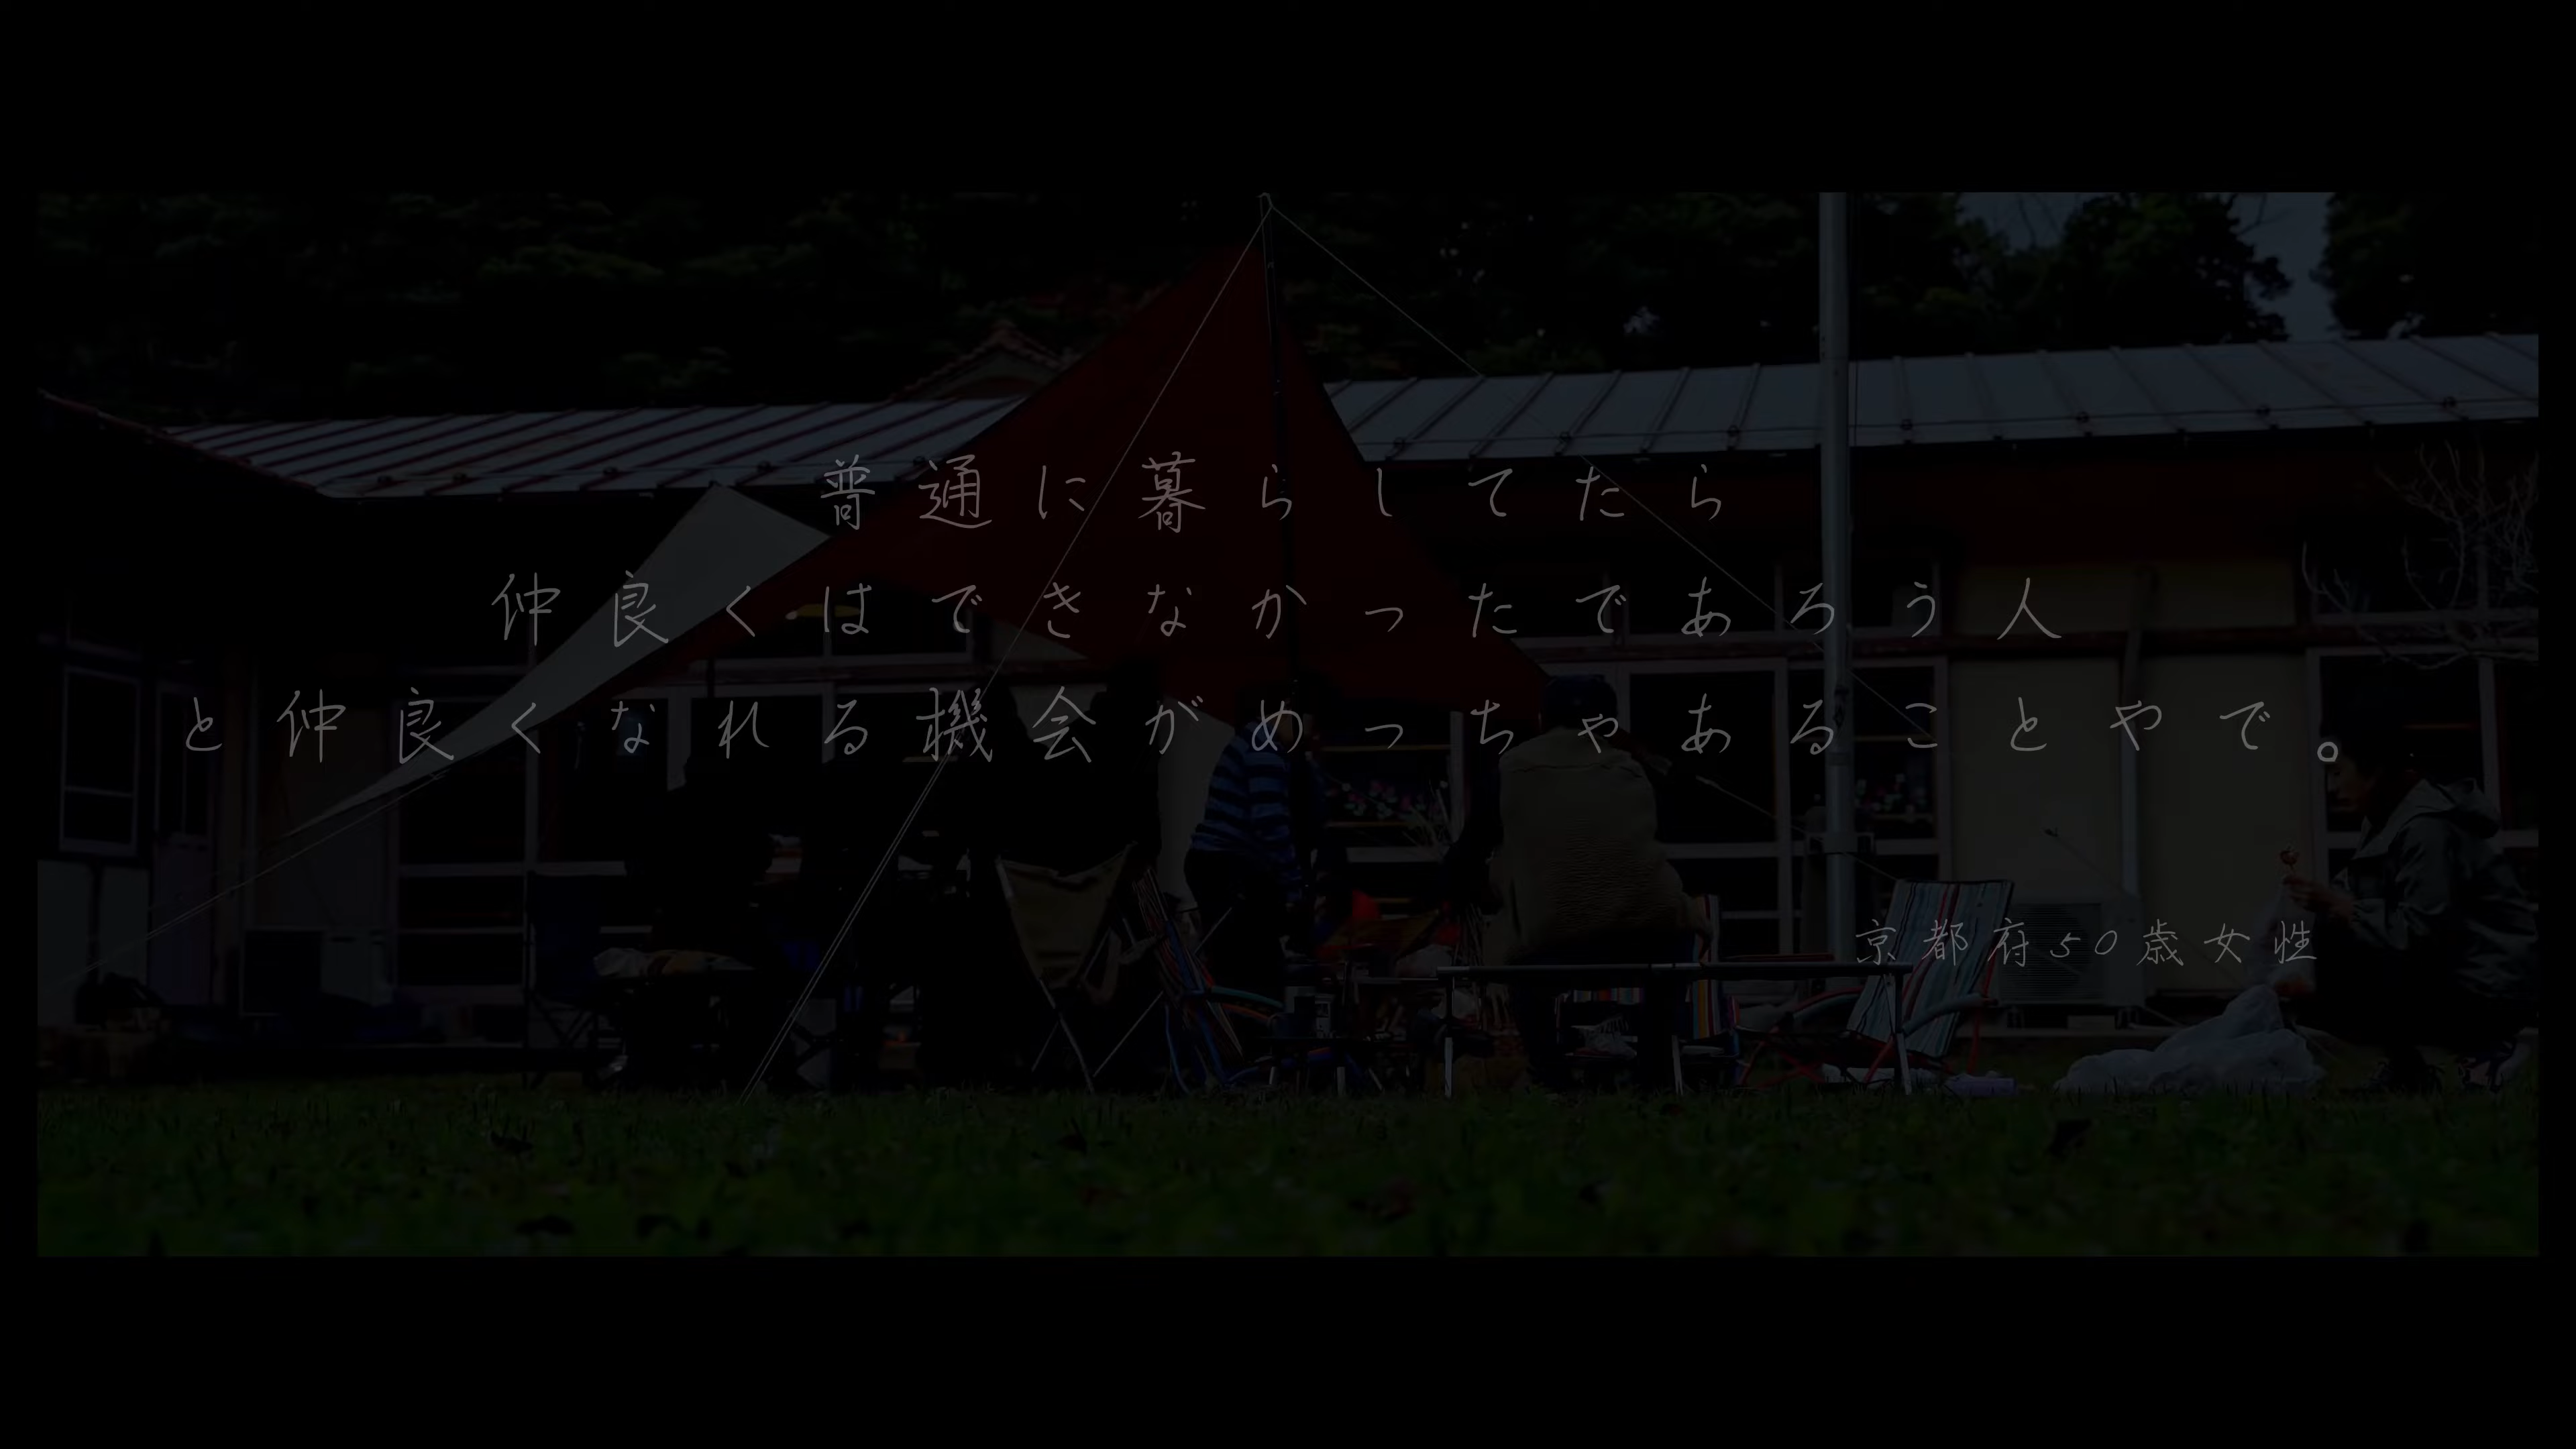 普通に暮らしてたら
仲良くはできなかったであろう人
と仲良くなれる機会がめっちゃあることやで。
京都府50歳女性